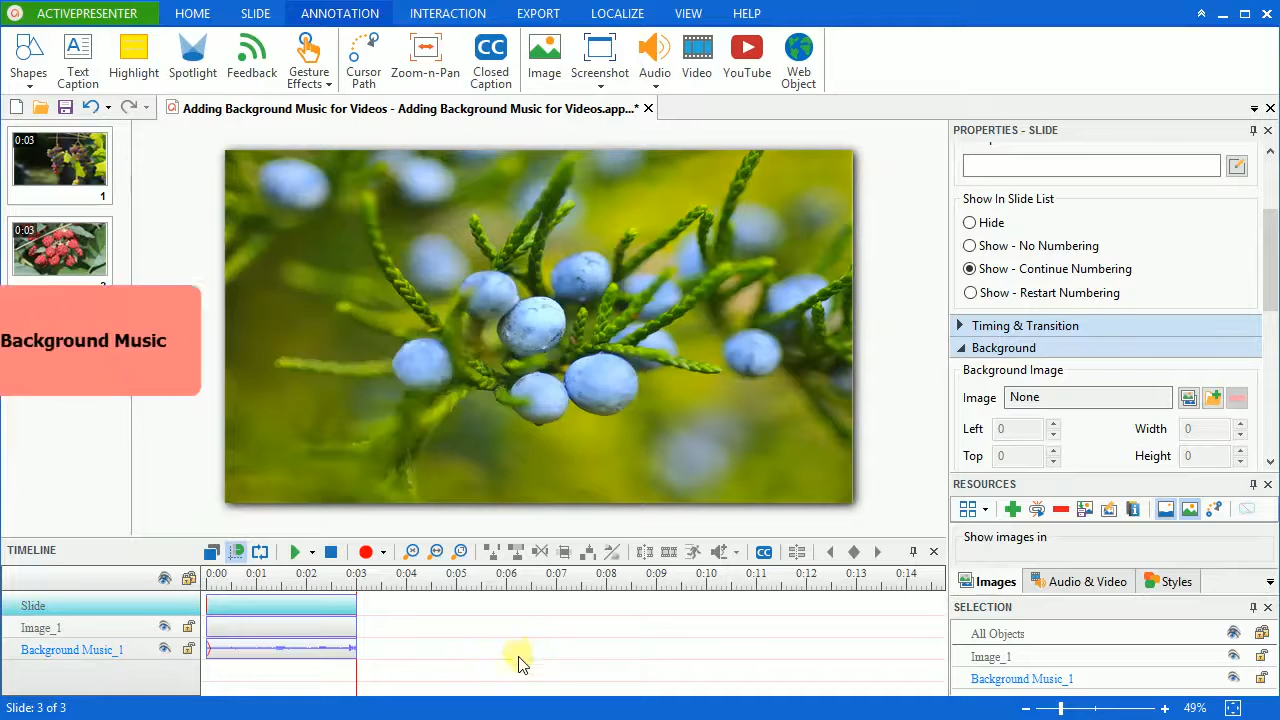 ACTIVEPRESENTER HOME SLIDE ANNOTATION INTERACTION EXPORT LOCALIZE VIEW HELP
Shapes Text Caption Highlight Spotlight Feedback Gesture Effects Cursor Path Zoom-n-Pan Closed Caption Image Screenshot Audio Video YouTube Web Object
CC
Adding Background Music for Videos - Adding Background Music for Videos.app...*
0:03
1
0:03
Background Music
PROPERTIES - SLIDE
Show In Slide List
Hide
Show - No Numbering
Show - Continue Numbering
Show - Restart Numbering
Timing & Transition
Background
Background Image
Image None
Left 0 Width 0
Top 0 Height 0
RESOURCES
Show images in
Images Audio & Video Styles
SELECTION
All Objects
Image_1
Background Music_1
TIMELINE
CC
0:00 0:01 0:02 0:03 0:04 0:05 0:06 0:07 0:08 0:09 0:10 0:11 0:12 0:13 0:14
Slide
Image_1
Background Music_1
Slide: 3 of 3
49%